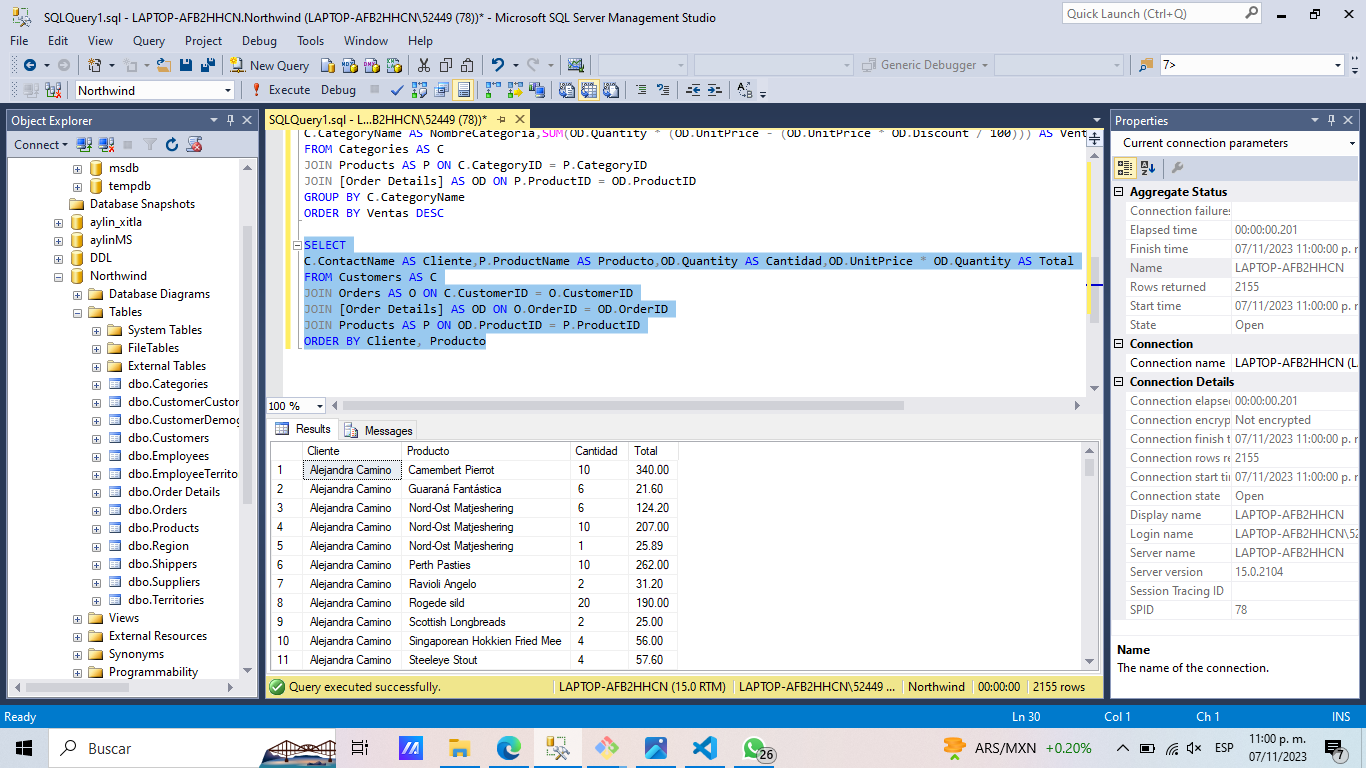 SQLQuery1.sql - LAPTOP-AFB2HHCN.Northwind (LAPTOP-AFB2HHCN\52449 (78))* - Microsoft SQL Server Management Studio
Quick Launch (Ctrl+Q)
File Edit View Query Project Debug Tools Window Help
New Query
Generic Debugger
7>
Northwind
Execute Debug
Object Explorer
Connect
msdb
tempdb
Database Snapshots
aylin_xitla
aylinMS
DDL
Northwind
Database Diagrams
Tables
System Tables
FileTables
External Tables
dbo.Categories
dbo.CustomerCustor
dbo.CustomerDemog
dbo.Customers
dbo.Employees
dbo.EmployeeTerrito
dbo.Order Details
dbo.Orders
dbo.Products
dbo.Region
dbo.Shippers
dbo.Suppliers
dbo.Territories
Views
External Resources
Synonyms
Programmability
SQLQuery1.sql - L...B2HHCN\52449 (78))*
C.CategoryName AS NombreCategoria,SUM(OD.Quantity * (OD.UnitPrice - (OD.UnitPrice * OD.Discount / 100))) AS Vent
FROM Categories AS C
JOIN Products AS P ON C.CategoryID = P.CategoryID
JOIN [Order Details] AS OD ON P.ProductID = OD.ProductID
GROUP BY C.CategoryName
ORDER BY Ventas DESC
SELECT
C.ContactName AS Cliente,P.ProductName AS Producto,OD.Quantity AS Cantidad,OD.UnitPrice * OD.Quantity AS Total
FROM Customers AS C
JOIN Orders AS O ON C.CustomerID = O.CustomerID
JOIN [Order Details] AS OD ON O.OrderID = OD.OrderID
JOIN Products AS P ON OD.ProductID = P.ProductID
ORDER BY Cliente, Producto
100 %
Results Messages
Cliente Producto Cantidad Total
1 Alejandra Camino Camembert Pierrot 10 340.00
2 Alejandra Camino Guaraná Fantástica 6 21.60
3 Alejandra Camino Nord-Ost Matjeshering 6 124.20
4 Alejandra Camino Nord-Ost Matjeshering 10 207.00
5 Alejandra Camino Nord-Ost Matjeshering 1 25.89
6 Alejandra Camino Perth Pasties 10 262.00
7 Alejandra Camino Ravioli Angelo 2 31.20
8 Alejandra Camino Rogede sild 20 190.00
9 Alejandra Camino Scottish Longbreads 2 25.00
10 Alejandra Camino Singaporean Hokkien Fried Mee 4 56.00
11 Alejandra Camino Steeleye Stout 4 57.60
Query executed successfully. LAPTOP-AFB2HHCN (15.0 RTM) LAPTOP-AFB2HHCN\52449 ... Northwind 00:00:00 2155 rows
Properties
Current connection parameters
Aggregate Status
Connection failures
Elapsed time 00:00:00.201
Finish time 07/11/2023 11:00:00 p. r
Name LAPTOP-AFB2HHCN
Rows returned 2155
Start time 07/11/2023 11:00:00 p. r
State Open
Connection
Connection name LAPTOP-AFB2HHCN (L
Connection Details
Connection elapse 00:00:00.201
Connection encryp Not encrypted
Connection finish t 07/11/2023 11:00:00 p. r
Connection rows re 2155
Connection start tin 07/11/2023 11:00:00 p. r
Connection state Open
Display name LAPTOP-AFB2HHCN
Login name LAPTOP-AFB2HHCN\52
Server name LAPTOP-AFB2HHCN
Server version 15.0.2104
Session Tracing ID
SPID 78
Name
The name of the connection.
Ready Ln 30 Col 1 Ch 1 INS
Buscar
26
ARS/MXN +0.20%
ESP
11:00 p. m.
07/11/2023
7